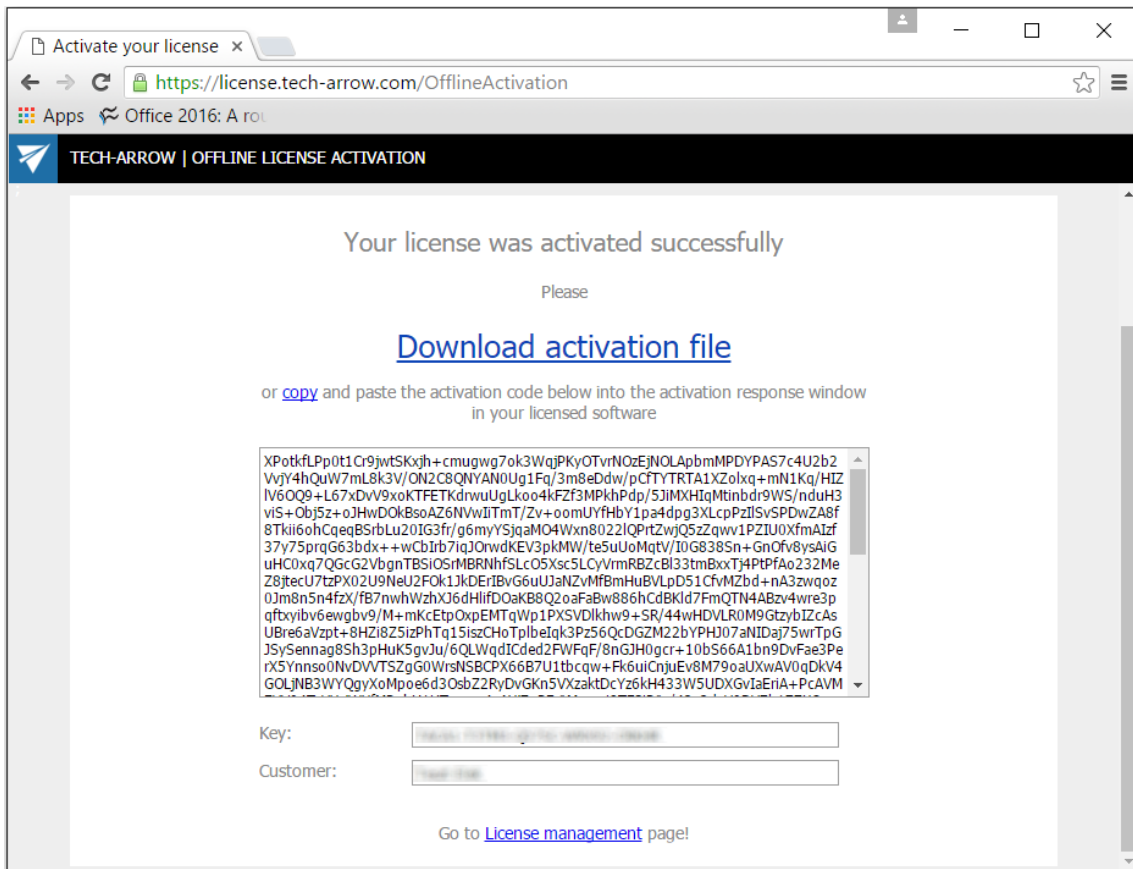 Activate your license
https://license.tech-arrow.com/OfflineActivation
Apps Office 2016: A rou
TECH-ARROW | OFFLINE LICENSE ACTIVATION
Your license was activated successfully
Please
Download activation file
or copy and paste the activation code below into the activation response window
in your licensed software
XPotkfLPp0t1Cr9jwtSKxjh+cmugwg7ok3WqjPKyOTvrNOzEjNOLApbmMPDYPAS7c4U2b2
VvjY4hQuW7mL8k3V/ON2C8QNYAN0Ug1Fq/3m8eDdw/pCfTYTRTA1XZolxq+mN1Kq/HIZ
lV6OQ9+L67xDvV9xoKTFETKdrwuUgLkoo4kFZf3MPkhPdp/5JiMXHIqMtinbdr9WS/nduH3
viS+Obj5z+oJHwDOkBsoAZ6NVwIiTmT/Zv+oomUYfHbY1pa4dpg3XLcpPzIlSvSPDwZA8f
8Tkii6ohCqeqBSrbLu20IG3fr/g6myYSjqaMO4Wxn8022lQPrtZwjQ5zZqwv1PZIU0XfmAIzf
37y75prqG63bdx++wCbIrb7iqJOrwdKEV3pkMW/te5uUoMqtV/I0G838Sn+GnOfv8ysAiG
uHC0xq7QGcG2VbgnTBSiOSrMBRNhfSLcO5Xsc5LCyVrmRBZcBl33tmBxxTj4PtPfAo232Me
Z8jtecU7tzPX02U9NeU2FOk1JkDErIBvG6uUJaNZvMfBmHuBVLpD51CfvMZbd+nA3zwqoz
0Jm8n5n4fzX/fB7nwhWzhXJ6dHlifDOaKB8Q2oaFaBw886hCdBKld7FmQTN4ABzv4wre3p
qftxyibv6ewgbv9/M+mKcEtpOxpEMTqWp1PXSVDlkhw9+SR/44wHDVLR0M9GtzybIZcAs
UBre6aVzpt+8HZi8Z5izPhTq15iszCHoTplbeIqk3Pz56QcDGZM22bYPHJ07aNIDaj75wrTpG
JSySennag8Sh3pHuK5gvJu/6QLWqdICded2FWFqF/8nGJH0gcr+10bS66A1bn9DvFae3Pe
rX5Ynnso0NvDVVTSZgG0WrsNSBCPX66B7U1tbcqw+Fk6uiCnjuEv8M79oaUXwAV0qDkV4
GOLjNB3WYQgyXoMpoe6d3OsbZ2RyDvGKn5VXzaktDcYz6kH433W5UDXGvIaEriA+PcAVM
Key:
Customer:
Go to License management page!